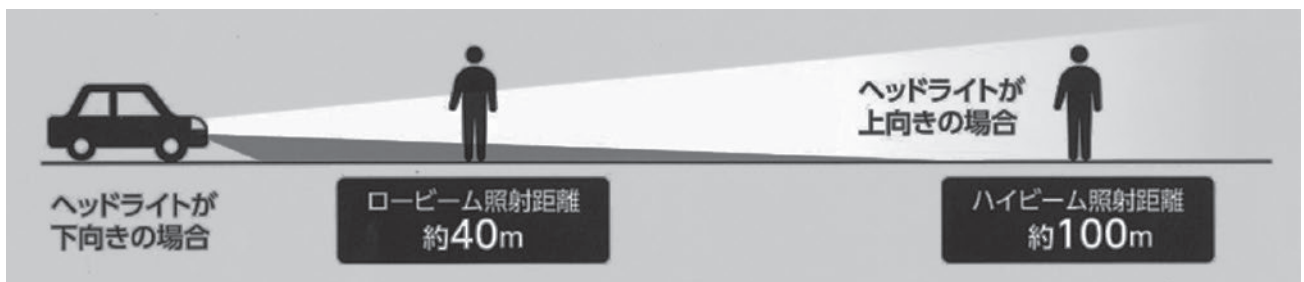 ヘッドライトが
上向きの場合
ヘッドライトが
下向きの場合
ロービーム照射距離
約40m
ハイビーム照射距離
約100m